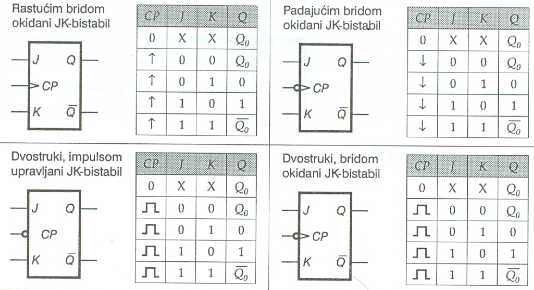 Rastućim bridom
okidani JK-bistabil
J Q
CP
K Q̅
CP J K Q
0 X X Q₀
↑ 0 0 Q₀
↑ 0 1 0
↑ 1 0 1
↑ 1 1 Q̅₀
Padajućim bridom
okidani JK-bistabil
J Q
CP
K Q̅
CP J K Q
0 X X Q₀
↓ 0 0 Q₀
↓ 0 1 0
↓ 1 0 1
↓ 1 1 Q̅₀
Dvostruki, impulsom
upravljani JK-bistabil
J Q
CP
K Q̅
CP J K Q
0 X X Q₀
⎍ 0 0 Q₀
⎍ 0 1 0
⎍ 1 0 1
⎍ 1 1 Q̅₀
Dvostruki, bridom
okidani JK-bistabil
J Q
CP
K Q̅
CP J K Q
0 X X Q₀
⎍ 0 0 Q₀
⎍ 0 1 0
⎍ 1 0 1
⎍ 1 1 Q̅₀